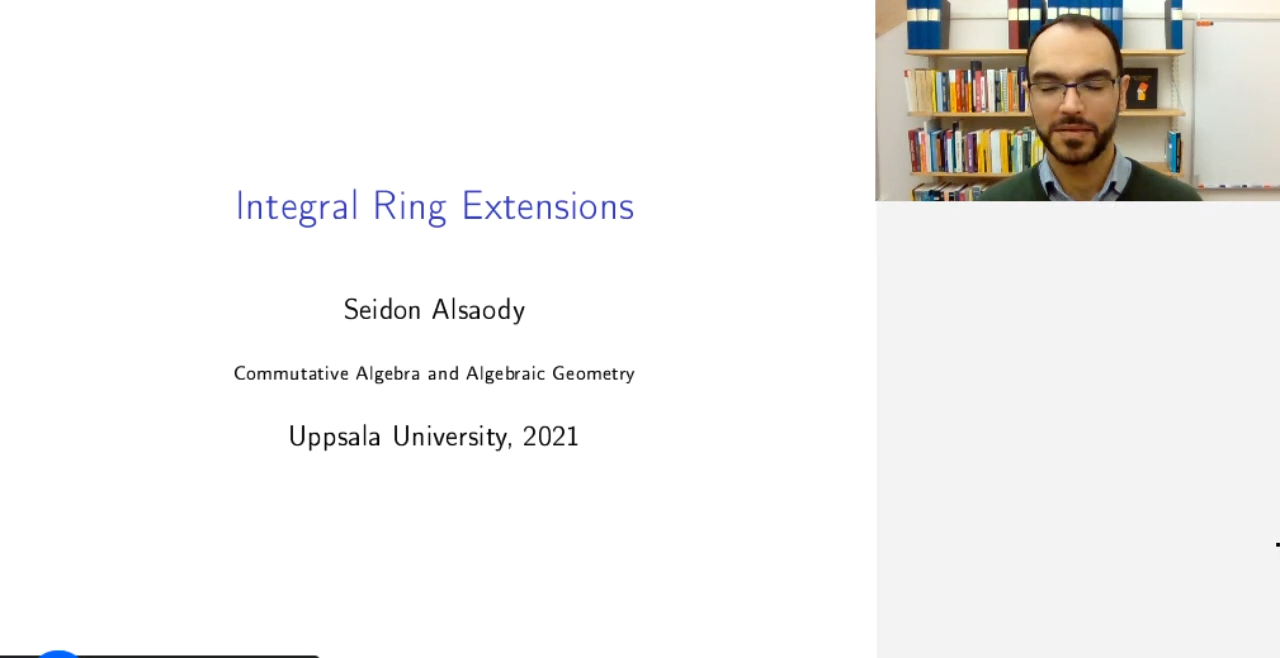 Integral Ring Extensions
Seidon Alsaody
Commutative Algebra and Algebraic Geometry
Uppsala University, 2021